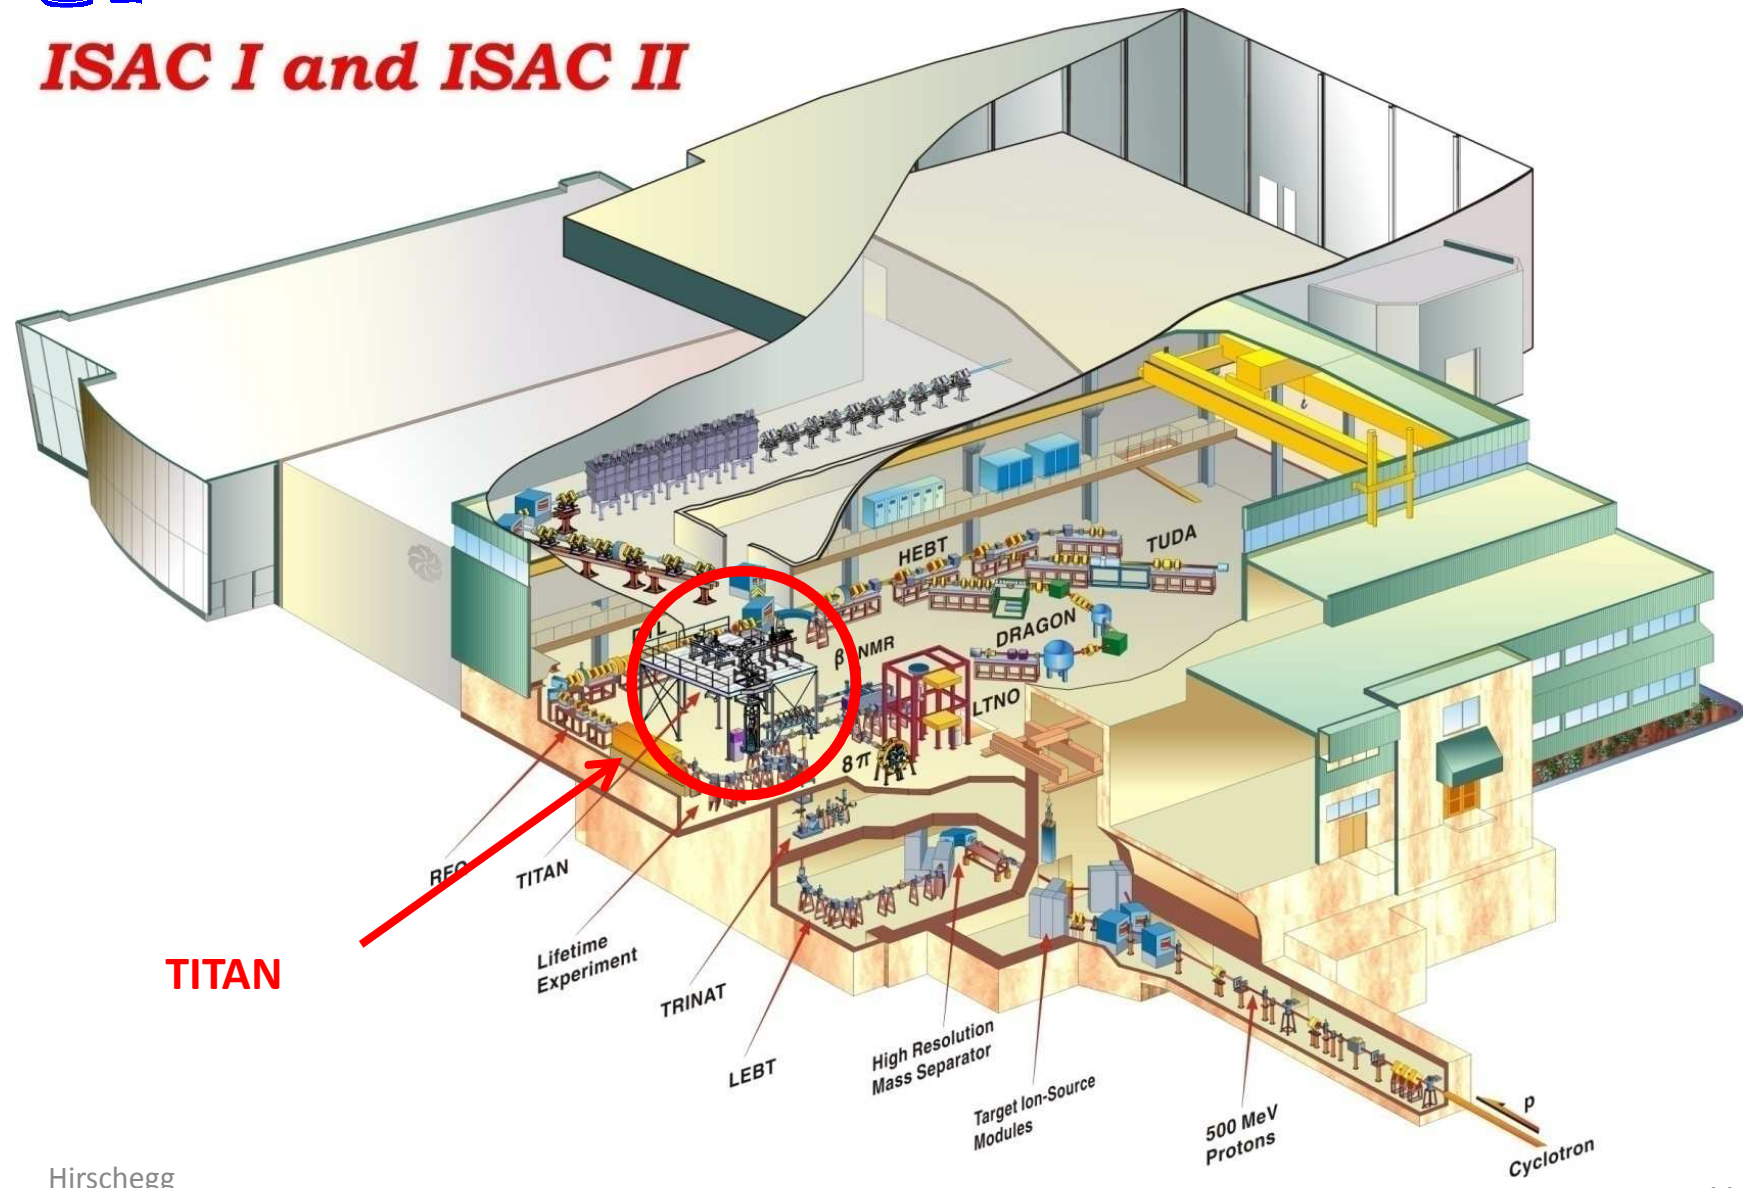 ISAC I and ISAC II
HEBT
TUDA
DRAGON
β NMR
LTNO
8π
TITAN
Lifetime
Experiment
TRINAT
LEBT
High Resolution
Mass Separator
Target Ion-Source
Modules
500 MeV
Protons
p
Cyclotron
TITAN
Hirschegg